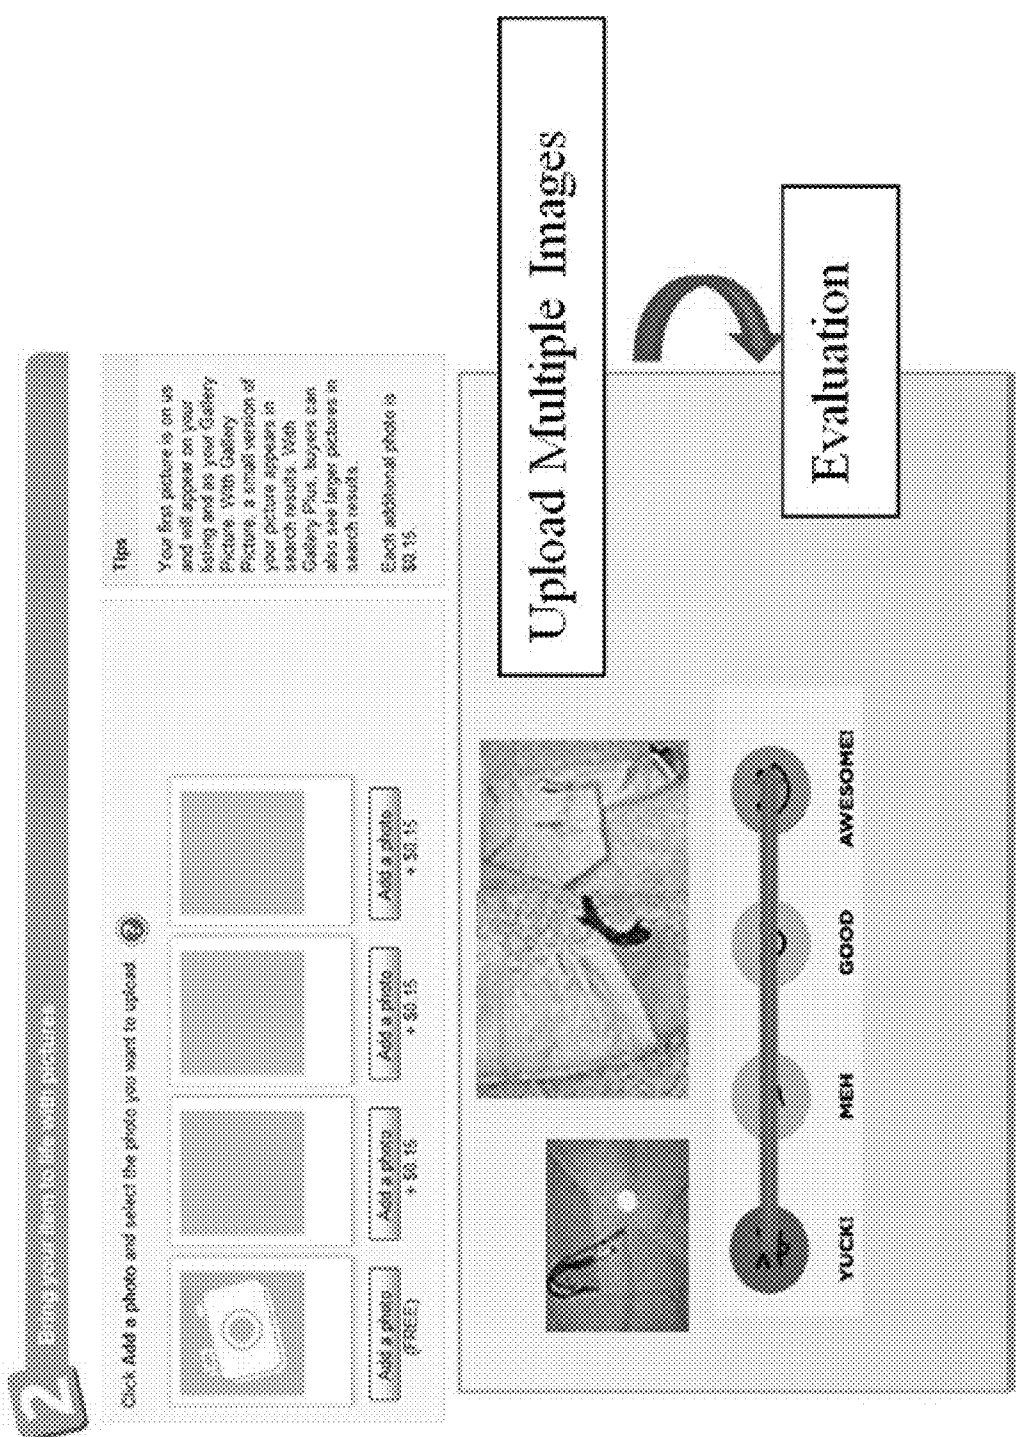 2
Click Add a photo and select the photo you want to upload.
Add a photo
(FREE)
Add a photo
+ $0.15
Add a photo
+ $0.15
Add a photo
+ $0.15
Tips
Your first picture is on us
and will appear on your
listing and as your Gallery
Picture. With Gallery
Picture, a small version of
your picture appears in
search results. With
Gallery Plus, buyers can
also see larger pictures in
search results.
Each additional photo is
$0.15.
Upload Multiple Images
Evaluation
YUCK!
MEH
GOOD
AWESOME!